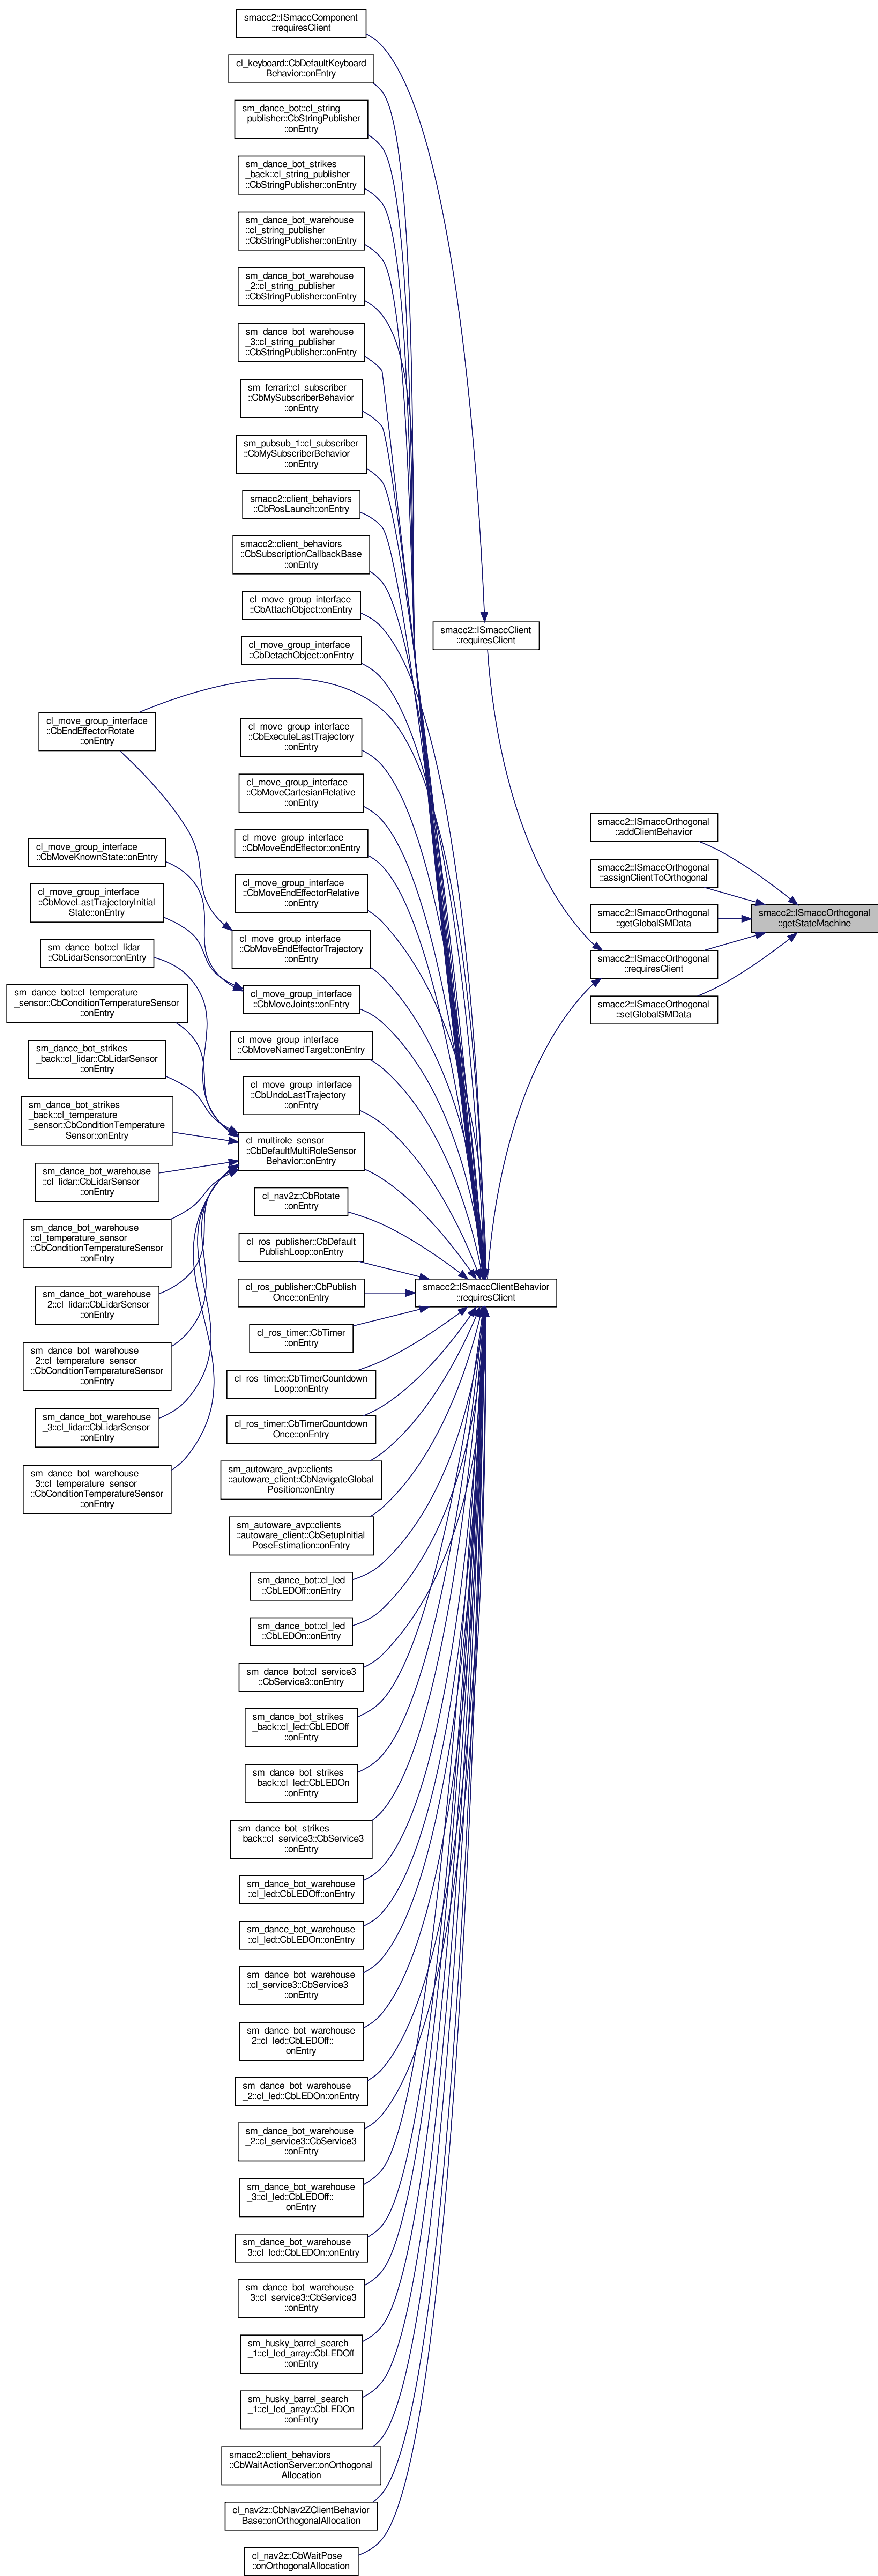 smacc2::ISmaccComponent
::requiresClient
cl_keyboard::CbDefaultKeyboard
Behavior::onEntry
sm_dance_bot::cl_string
_publisher::CbStringPublisher
::onEntry
sm_dance_bot_strikes
_back::cl_string_publisher
::CbStringPublisher::onEntry
sm_dance_bot_warehouse
::cl_string_publisher
::CbStringPublisher::onEntry
sm_dance_bot_warehouse
_2::cl_string_publisher
::CbStringPublisher::onEntry
sm_dance_bot_warehouse
_3::cl_string_publisher
::CbStringPublisher::onEntry
sm_ferrari::cl_subscriber
::CbMySubscriberBehavior
::onEntry
sm_pubsub_1::cl_subscriber
::CbMySubscriberBehavior
::onEntry
smacc2::client_behaviors
::CbRosLaunch::onEntry
smacc2::client_behaviors
::CbSubscriptionCallbackBase
::onEntry
cl_move_group_interface
::CbAttachObject::onEntry
smacc2::ISmaccClient
::requiresClient
cl_move_group_interface
::CbDetachObject::onEntry
cl_move_group_interface
::CbEndEffectorRotate
::onEntry
cl_move_group_interface
::CbExecuteLastTrajectory
::onEntry
cl_move_group_interface
::CbMoveCartesianRelative
::onEntry
smacc2::ISmaccOrthogonal
::addClientBehavior
cl_move_group_interface
::CbMoveEndEffector::onEntry
cl_move_group_interface
::CbMoveKnownState::onEntry
smacc2::ISmaccOrthogonal
::assignClientToOrthogonal
cl_move_group_interface
::CbMoveEndEffectorRelative
::onEntry
cl_move_group_interface
::CbMoveLastTrajectoryInitial
State::onEntry
smacc2::ISmaccOrthogonal
::getGlobalSMData
smacc2::ISmaccOrthogonal
::getStateMachine
cl_move_group_interface
::CbMoveEndEffectorTrajectory
::onEntry
sm_dance_bot::cl_lidar
::CbLidarSensor::onEntry
smacc2::ISmaccOrthogonal
::requiresClient
sm_dance_bot::cl_temperature
_sensor::CbConditionTemperatureSensor
::onEntry
cl_move_group_interface
::CbMoveJoints::onEntry
smacc2::ISmaccOrthogonal
::setGlobalSMData
cl_move_group_interface
::CbMoveNamedTarget::onEntry
sm_dance_bot_strikes
_back::cl_lidar::CbLidarSensor
::onEntry
cl_move_group_interface
::CbUndoLastTrajectory
::onEntry
sm_dance_bot_strikes
_back::cl_temperature
_sensor::CbConditionTemperature
Sensor::onEntry
cl_multirole_sensor
::CbDefaultMultiRoleSensor
Behavior::onEntry
sm_dance_bot_warehouse
::cl_lidar::CbLidarSensor
::onEntry
cl_nav2z::CbRotate
::onEntry
sm_dance_bot_warehouse
::cl_temperature_sensor
::CbConditionTemperatureSensor
::onEntry
cl_ros_publisher::CbDefault
PublishLoop::onEntry
cl_ros_publisher::CbPublish
Once::onEntry
smacc2::ISmaccClientBehavior
::requiresClient
sm_dance_bot_warehouse
_2::cl_lidar::CbLidarSensor
::onEntry
cl_ros_timer::CbTimer
::onEntry
sm_dance_bot_warehouse
_2::cl_temperature_sensor
::CbConditionTemperatureSensor
::onEntry
cl_ros_timer::CbTimerCountdown
Loop::onEntry
sm_dance_bot_warehouse
_3::cl_lidar::CbLidarSensor
::onEntry
cl_ros_timer::CbTimerCountdown
Once::onEntry
sm_dance_bot_warehouse
_3::cl_temperature_sensor
::CbConditionTemperatureSensor
::onEntry
sm_autoware_avp::clients
::autoware_client::CbNavigateGlobal
Position::onEntry
sm_autoware_avp::clients
::autoware_client::CbSetupInitial
PoseEstimation::onEntry
sm_dance_bot::cl_led
::CbLEDOff::onEntry
sm_dance_bot::cl_led
::CbLEDOn::onEntry
sm_dance_bot::cl_service3
::CbService3::onEntry
sm_dance_bot_strikes
_back::cl_led::CbLEDOff
::onEntry
sm_dance_bot_strikes
_back::cl_led::CbLEDOn
::onEntry
sm_dance_bot_strikes
_back::cl_service3::CbService3
::onEntry
sm_dance_bot_warehouse
::cl_led::CbLEDOff::onEntry
sm_dance_bot_warehouse
::cl_led::CbLEDOn::onEntry
sm_dance_bot_warehouse
::cl_service3::CbService3
::onEntry
sm_dance_bot_warehouse
_2::cl_led::CbLEDOff::
onEntry
sm_dance_bot_warehouse
_2::cl_led::CbLEDOn::onEntry
sm_dance_bot_warehouse
_2::cl_service3::CbService3
::onEntry
sm_dance_bot_warehouse
_3::cl_led::CbLEDOff::
onEntry
sm_dance_bot_warehouse
_3::cl_led::CbLEDOn::onEntry
sm_dance_bot_warehouse
_3::cl_service3::CbService3
::onEntry
sm_husky_barrel_search
_1::cl_led_array::CbLEDOff
::onEntry
sm_husky_barrel_search
_1::cl_led_array::CbLEDOn
::onEntry
smacc2::client_behaviors
::CbWaitActionServer::onOrthogonal
Allocation
cl_nav2z::CbNav2ZClientBehavior
Base::onOrthogonalAllocation
cl_nav2z::CbWaitPose
::onOrthogonalAllocation